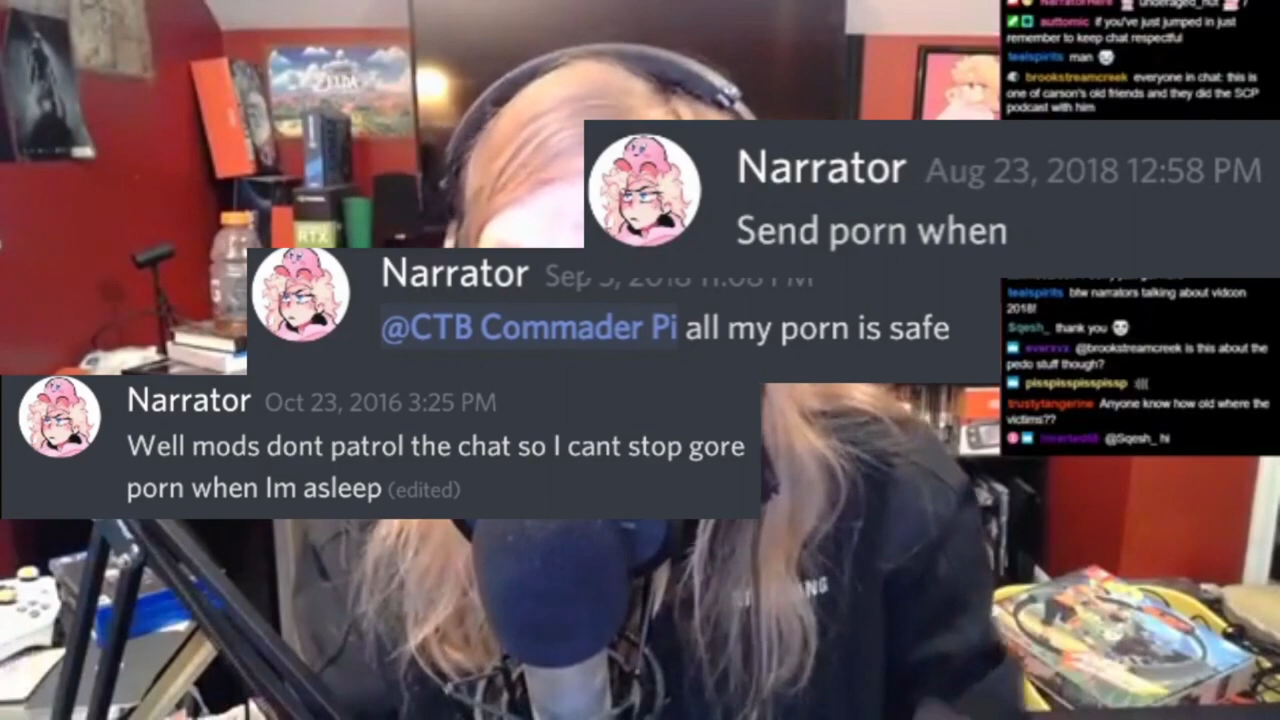 ZELDA
RTX
NarratorHere
auttomic if you've just jumped in just
remember to keep chat respectful
teelspirits man
brookstreamcreek everyone in chat: this is
one of carson's old friends and they did the SCP
podcast with him
Narrator Aug 23, 2018 12:58 PM
Send porn when
Narrator
@CTB Commader Pi all my porn is safe
Narrator Oct 23, 2016 3:25 PM
Well mods dont patrol the chat so I cant stop gore
porn when Im asleep (edited)
teelspirits btw narrators talking about vidcon
2018!
Sqesh_ thank you
@brookstreamcreek is this about the
pedo stuff though?
pisspisspisspissp :(((
trustytangerine Anyone know how old where the
victims??
@Sqesh_ hi